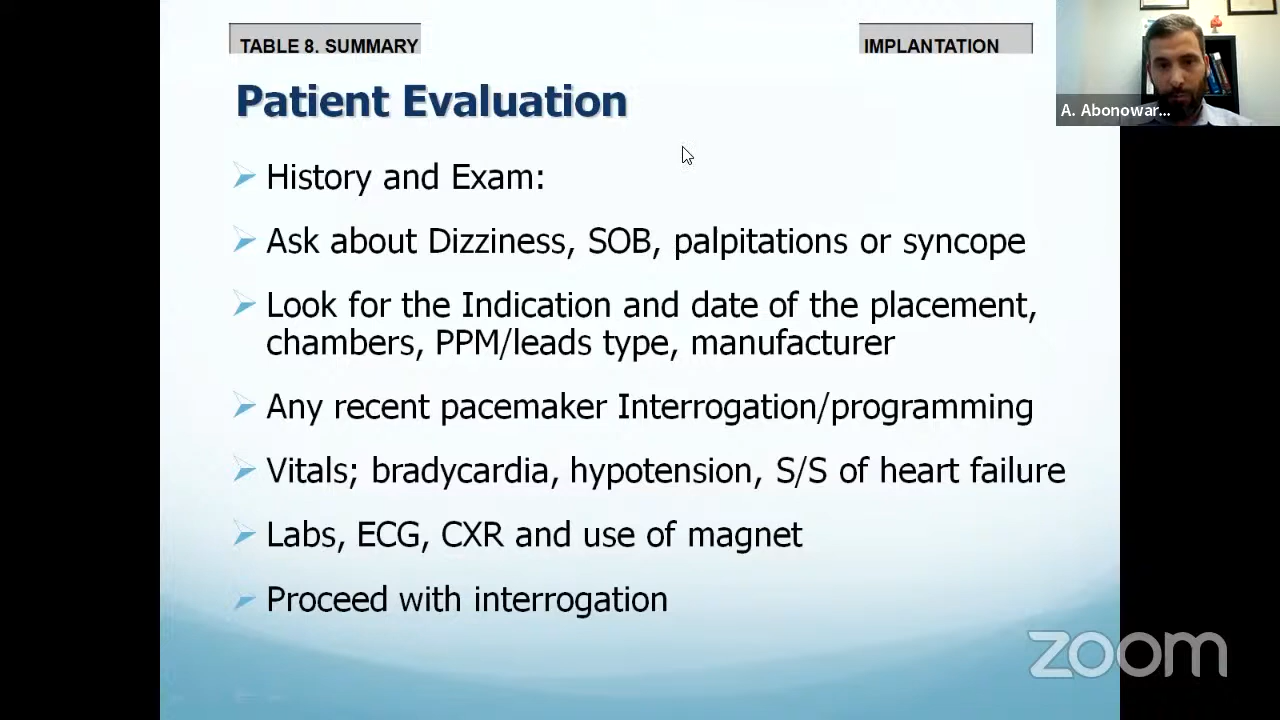 TABLE 8. SUMMARY
IMPLANTATION
A. Abonowar...
Patient Evaluation
History and Exam:
Ask about Dizziness, SOB, palpitations or syncope
Look for the Indication and date of the placement,
chambers, PPM/leads type, manufacturer
Any recent pacemaker Interrogation/programming
Vitals; bradycardia, hypotension, S/S of heart failure
Labs, ECG, CXR and use of magnet
Proceed with interrogation
zoom